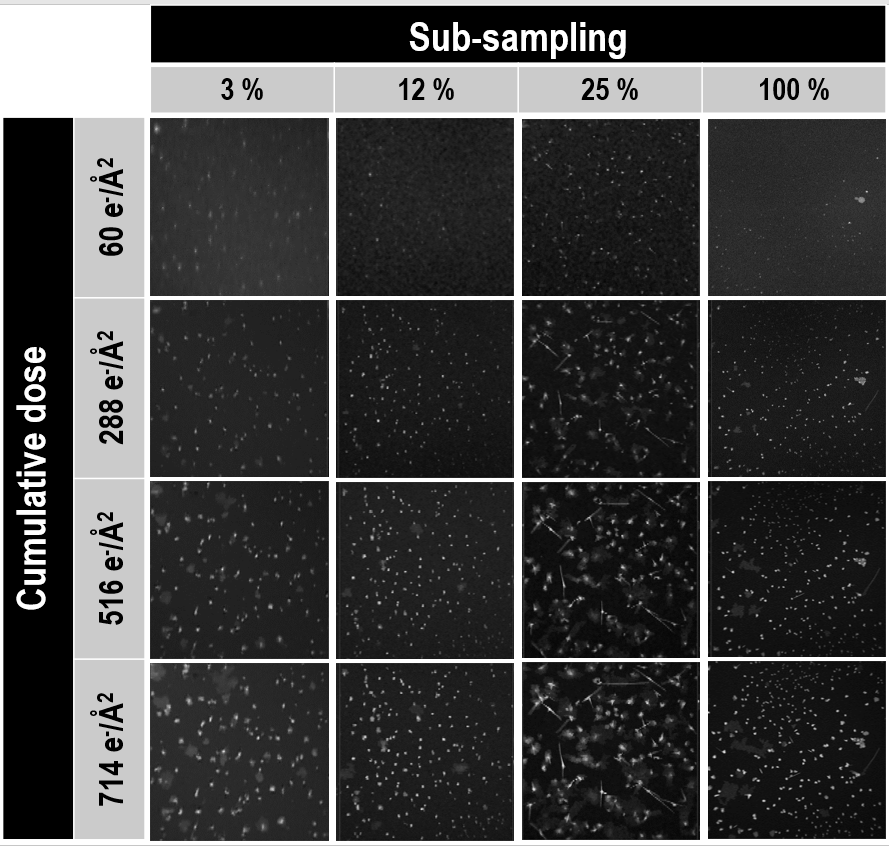 Sub-sampling
3 % 12 % 25 % 100 %
Cumulative dose
60 e⁻/Å²
288 e⁻/Å²
516 e⁻/Å²
714 e⁻/Å²